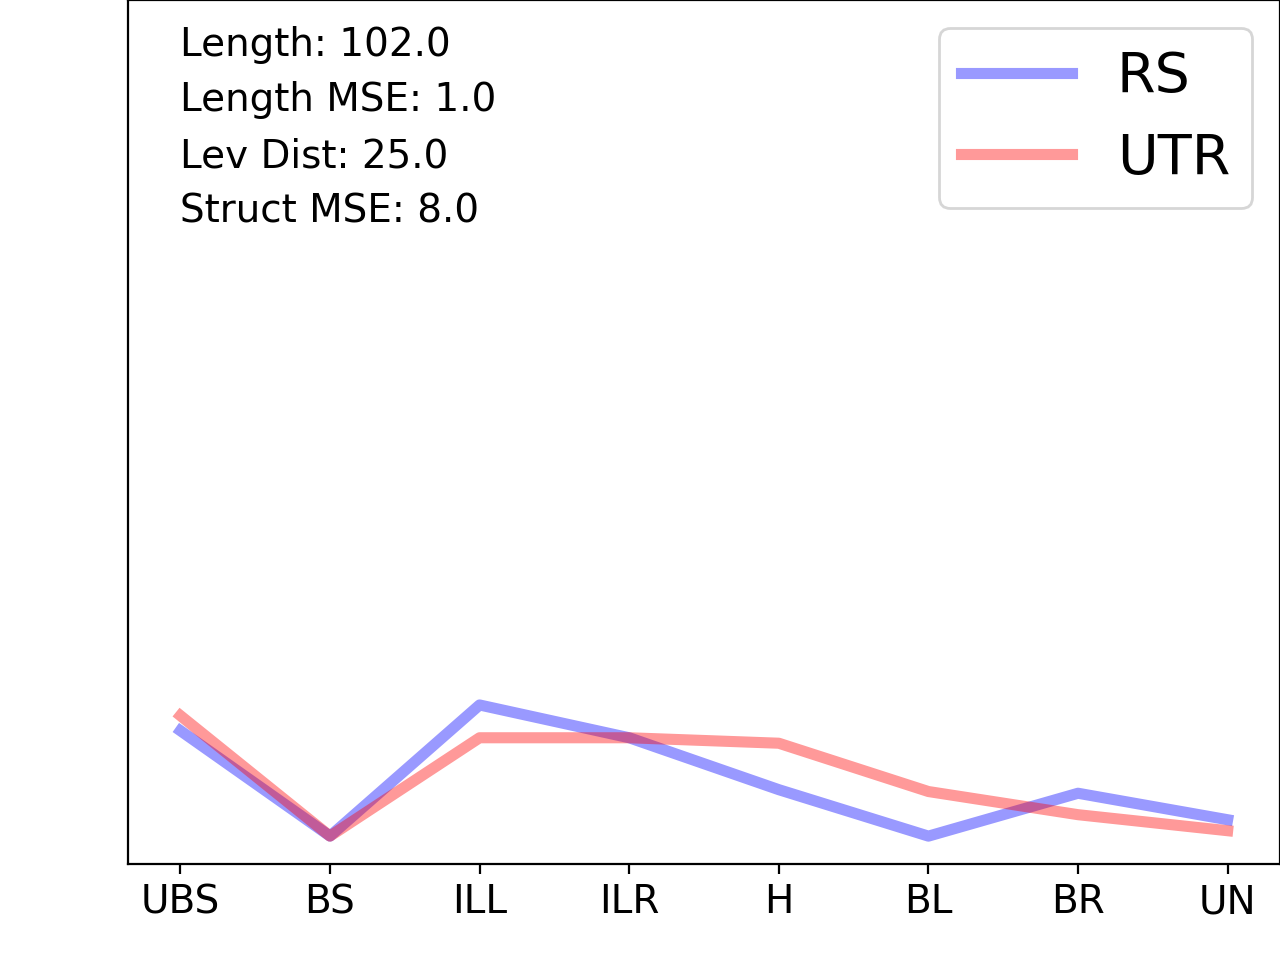 Length: 102.0
Length MSE: 1.0
Lev Dist: 25.0
Struct MSE: 8.0
RS
UTR
UBS BS ILL ILR H BL BR UN